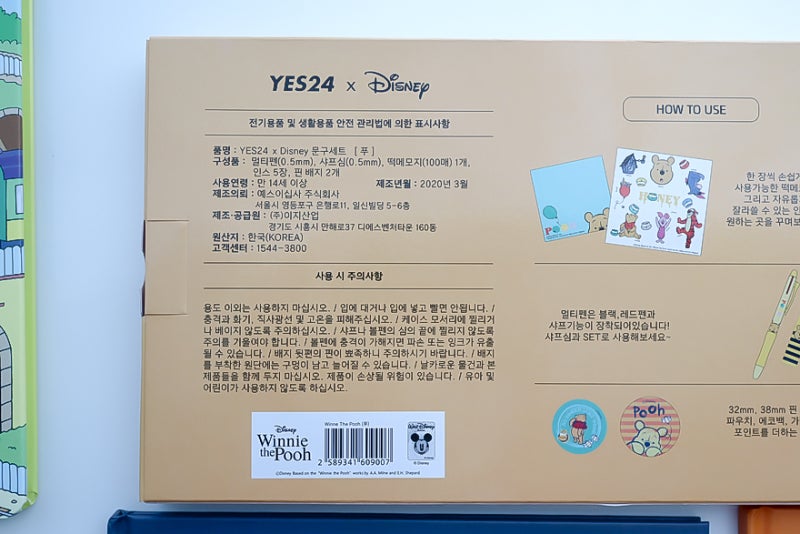 YES24 x Disney
전기용품 및 생활용품 안전 관리법에 의한 표시사항
품명 : YES24 x Disney 문구세트 [ 푸 ]
구성품 : 멀티펜(0.5mm), 샤프심(0.5mm), 떡메모지(100매) 1개,
인스 5장, 핀 배지 2개
사용연령 : 만 14세 이상 제조년월 : 2020년 3월
제조의뢰 : 예스이십사 주식회사
서울시 영등포구 은행로11, 일신빌딩 5~6층
제조·공급원 : (주)이지산업
경기도 시흥시 만해로37 디에스벤처타운 160동
원산지 : 한국(KOREA)
고객센터 : 1544-3800
사용 시 주의사항
용도 이외는 사용하지 마십시오. / 입에 대거나 입에 넣고 빨면 안됩니다. /
충격과 화기, 직사광선 및 고온을 피해주십시오. / 케이스 모서리에 찔리거
나 베이지 않도록 주의하십시오. / 샤프나 볼펜의 심의 끝에 찔리지 않도록
주의를 기울여야 합니다. / 볼펜에 충격이 가해지면 파손 또는 잉크가 유출
될 수 있습니다. / 배지 뒷편의 핀이 뾰족하니 주의하시기 바랍니다. / 배지
를 부착한 원단에는 구멍이 남고 늘어질 수 있습니다. / 날카로운 물건과 본
제품들을 함께 두지 마십시오. 제품이 손상될 위험이 있습니다. / 유아 및
어린이가 사용하지 않도록 하십시오.
Disney
Winnie
the Pooh
Winnie The Pooh (푸)
2 589341 609007
Walt Disney
© Disney
©Disney Based on the "Winnie the Pooh" works by A.A. Milne and E.H. Shepard
HOW TO USE
POOH
HONEY
한 장씩 손쉽게
사용가능한 떡메모
그리고 자유롭
잘라쓸 수 있는 인
원하는 곳을 꾸며보
멀티펜은 블랙,레드펜과
샤프기능이 장착되어있습니다!
샤프심과 SET로 사용해보세요~
Pooh
32mm, 38mm 핀
파우치, 에코백, 가
포인트를 더하는